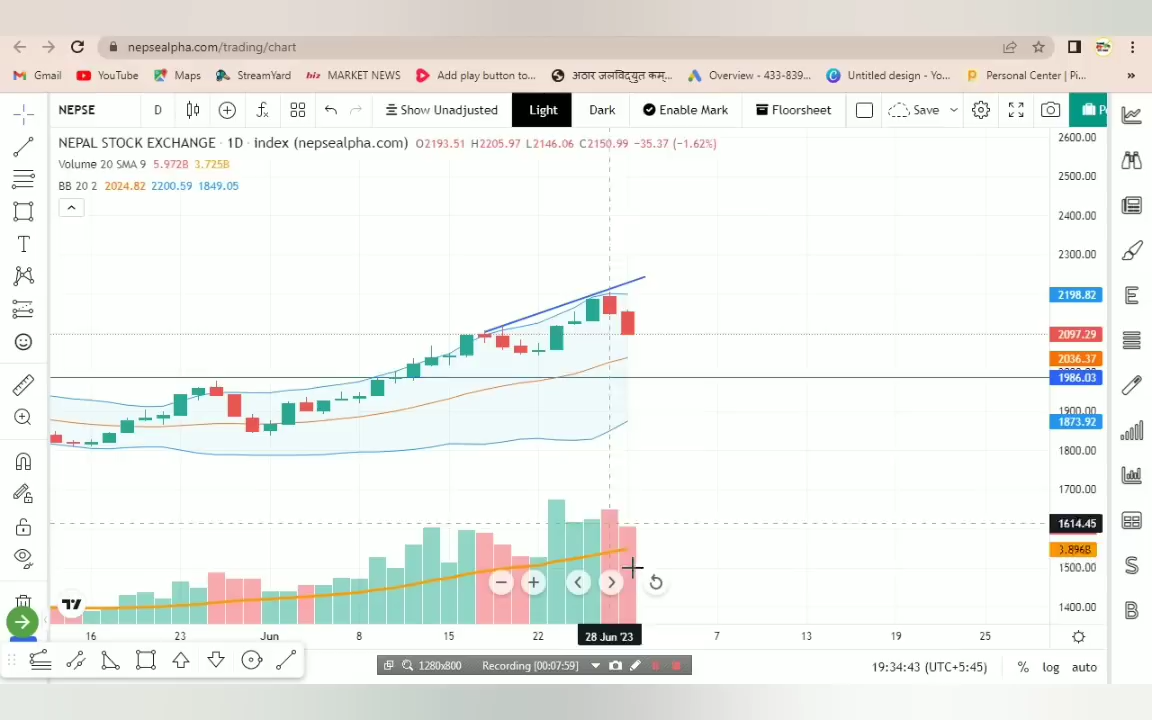 nepsealpha.com/trading/chart
Gmail YouTube Maps StreamYard hiz MARKET NEWS Add play button to... अठार जलविद्युत कम्... Overview - 433-839... Untitled design - Yo... Personal Center | Pi... »
NEPSE D Show Unadjusted Light Dark Enable Mark Floorsheet Save
NEPAL STOCK EXCHANGE · 1D · index (nepsealpha.com) O2193.51 H2205.97 L2146.06 C2150.99 −35.37 (−1.62%)
Volume 20 SMA 9 5.972B 3.725B
BB 20 2 2024.82 2200.59 1849.05
2600.00
2500.00
2400.00
2300.00
2198.82
2097.29
2036.37
1986.03
1900.00
1873.92
1800.00
1700.00
1614.45
3.896B
1500.00
1400.00
16 23 Jun 8 15 22 28 Jun '23 7 13 19 25
1280x800 Recording [00:07:59]
19:34:43 (UTC+5:45) % log auto
T
E
S
B